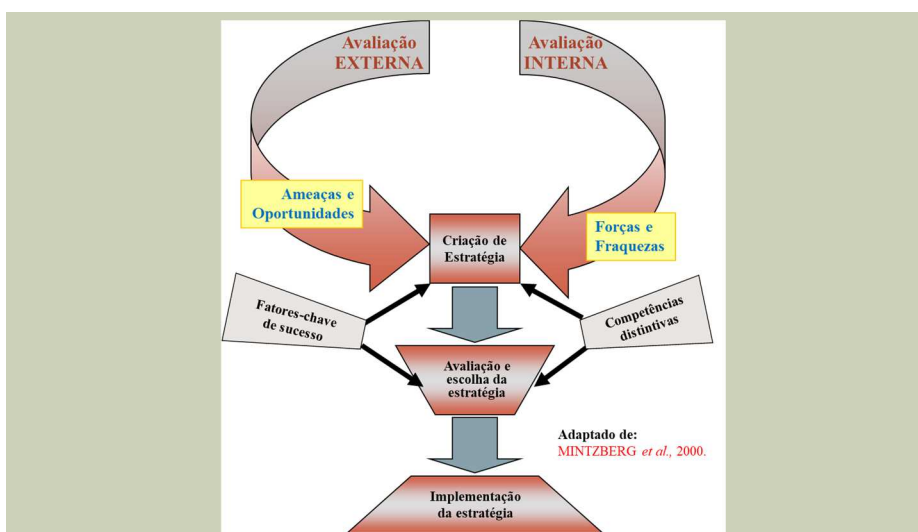 Avaliação
EXTERNA
Avaliação
INTERNA
Ameaças e
Oportunidades
Forças e
Fraquezas
Criação de
Estratégia
Fatores-chave
de sucesso
Competências
distintivas
Avaliação e
escolha da
estratégia
Adaptado de:
MINTZBERG et al., 2000.
Implementação
da estratégia